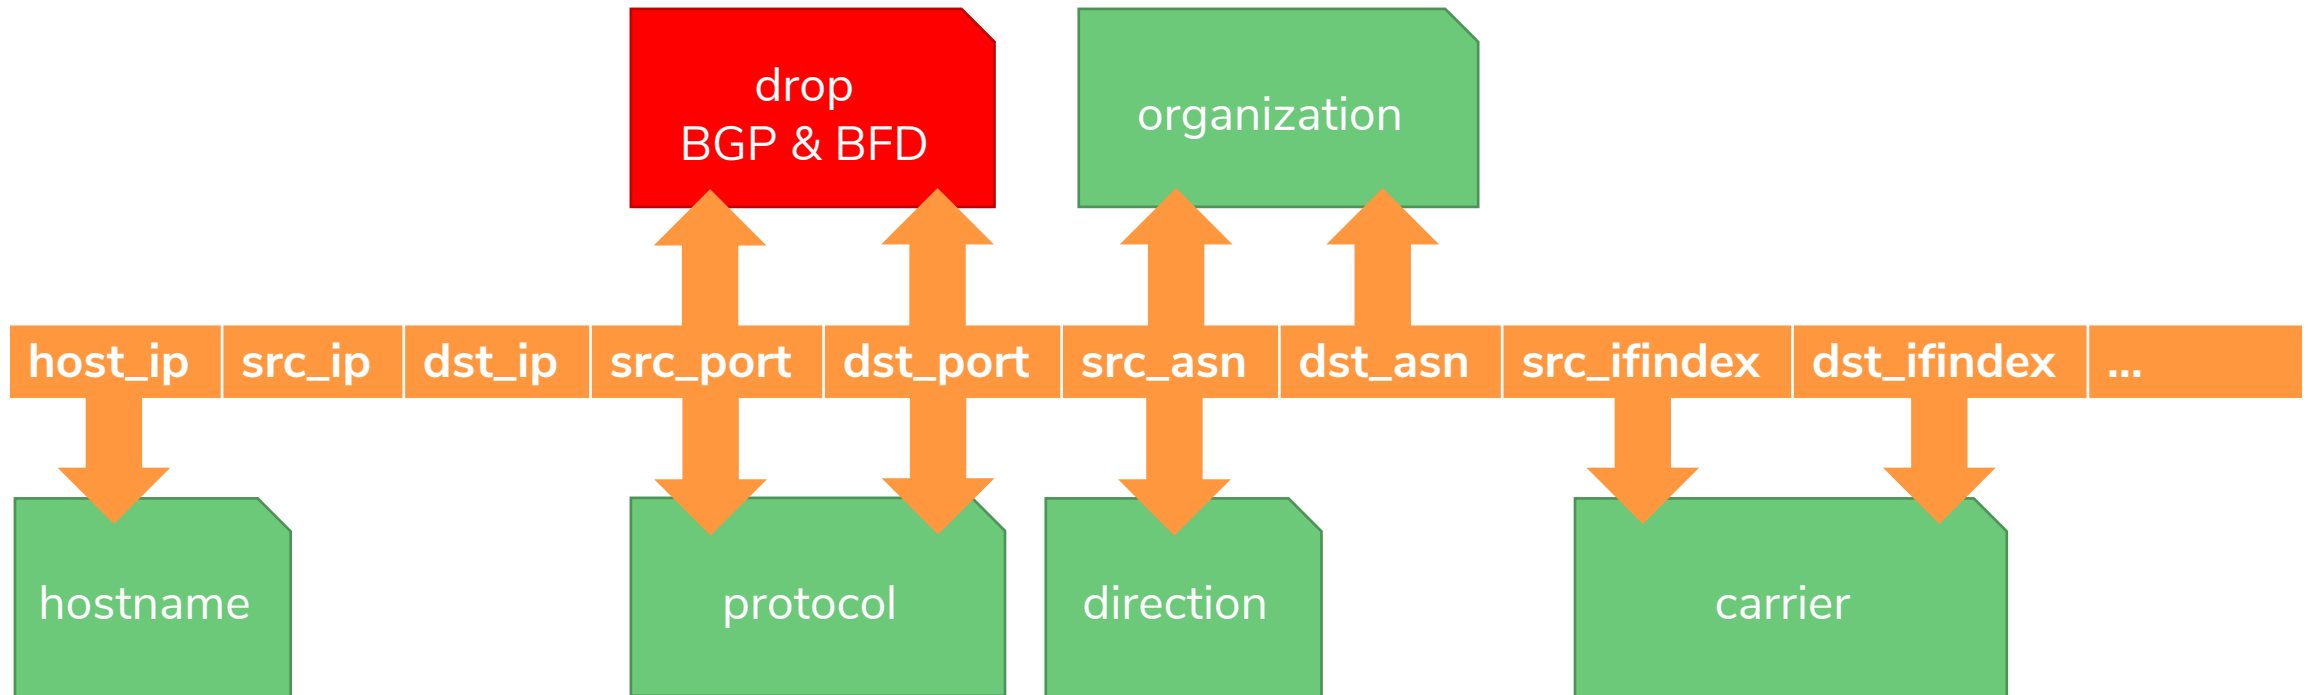 drop
BGP & BFD
organization
host_ip src_ip dst_ip src_port dst_port src_asn dst_asn src_ifindex dst_ifindex ...
hostname
protocol
direction
carrier